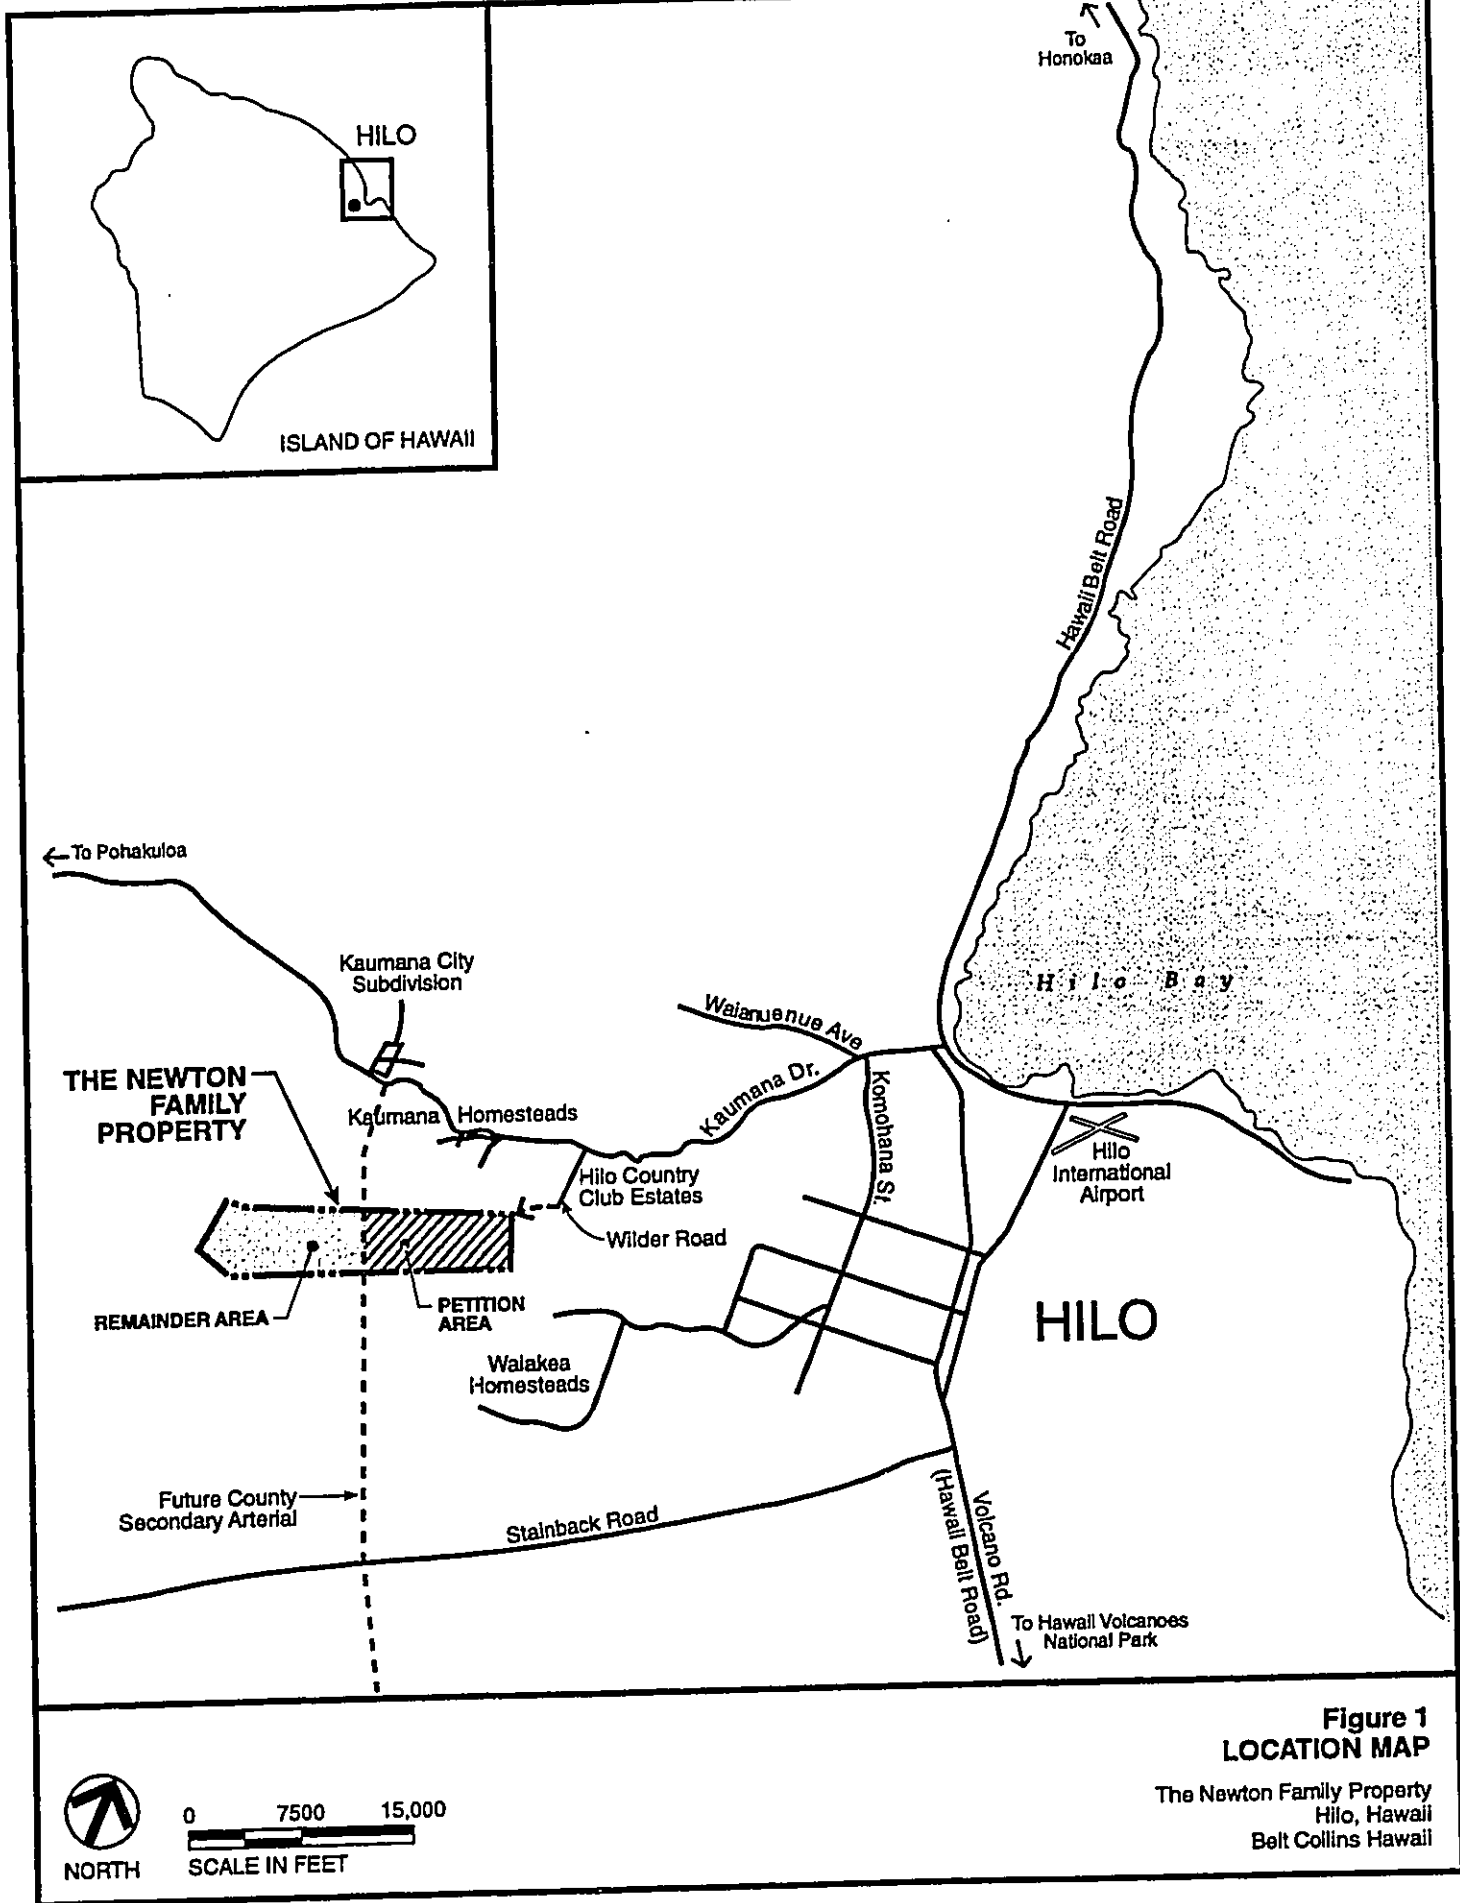 To
Honokaa
HILO
ISLAND OF HAWAII
Hawaii Belt Road
To Pohakuloa
Kaumana City
Subdivision
Hilo Bay
Waianuenue Ave
THE NEWTON
FAMILY
PROPERTY
Kaumana Homesteads
Kaumana Dr.
Komohana St.
Hilo
International
Airport
Hilo Country
Club Estates
Wilder Road
REMAINDER AREA
PETITION
AREA
HILO
Waiakea
Homesteads
Future County
Secondary Arterial
Stainback Road
Volcano Rd.
(Hawaii Belt Road)
To Hawaii Volcanoes
National Park
Figure 1
LOCATION MAP
The Newton Family Property
Hilo, Hawaii
Belt Collins Hawaii
NORTH
0 7500 15,000
SCALE IN FEET